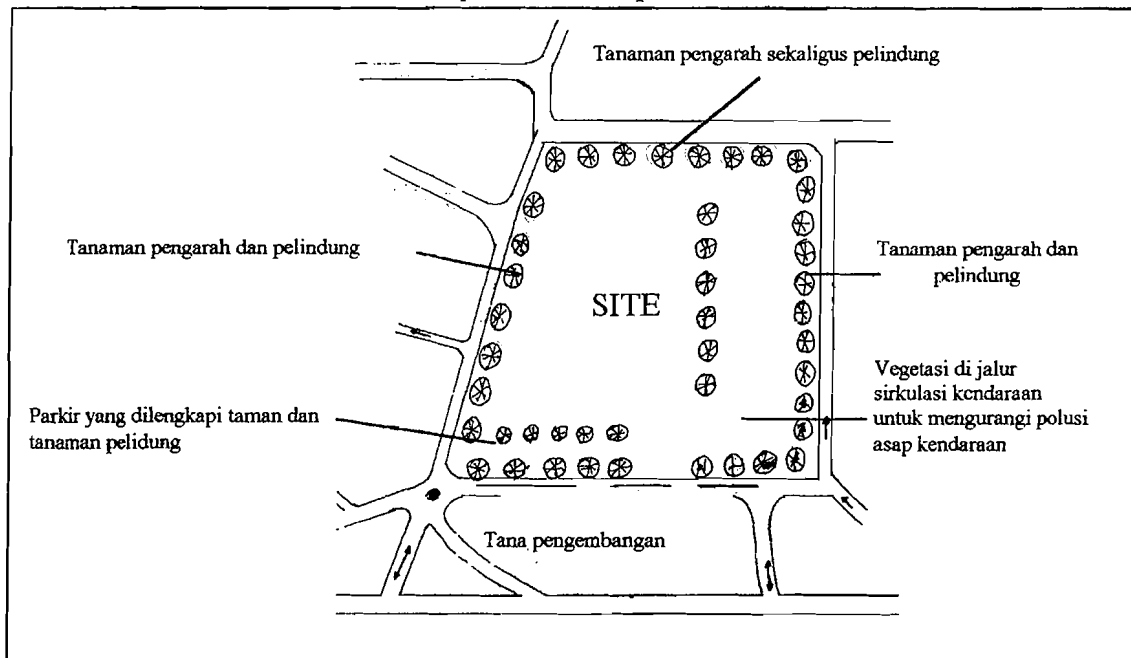 Tanaman pengarah sekaligus pelindung
Tanaman pengarah dan pelindung
SITE
Tanaman pengarah dan
pelindung
Vegetasi di jalur
sirkulasi kendaraan
untuk mengurangi polusi
asap kendaraan
Parkir yang dilengkapi taman dan
tanaman pelidung
Tana pengembangan